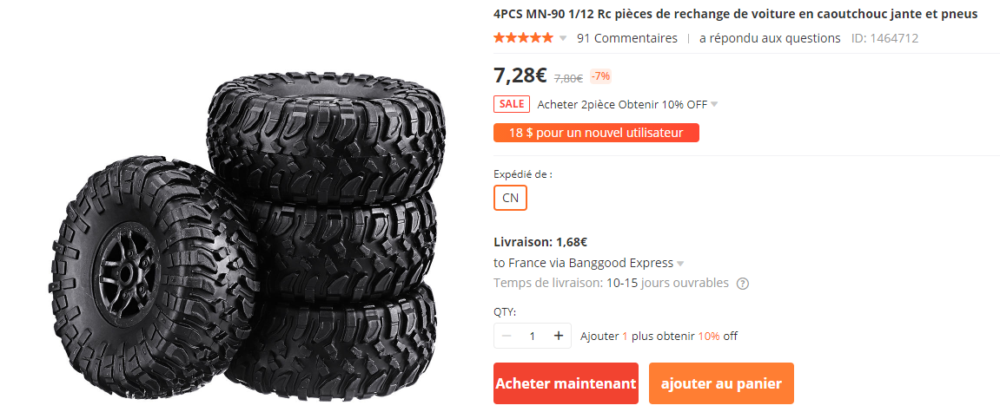 4PCS MN-90 1/12 Rc pièces de rechange de voiture en caoutchouc jante et pneus
91 Commentaires | a répondu aux questions ID: 1464712
7,28€ 7,80€ -7%
SALE Acheter 2pièce Obtenir 10% OFF
18 $ pour un nouvel utilisateur
Expédié de :
CN
Livraison: 1,68€
to France via Banggood Express
Temps de livraison: 10-15 jours ouvrables ?
QTY:
− 1 + Ajouter 1 plus obtenir 10% off
Acheter maintenant ajouter au panier